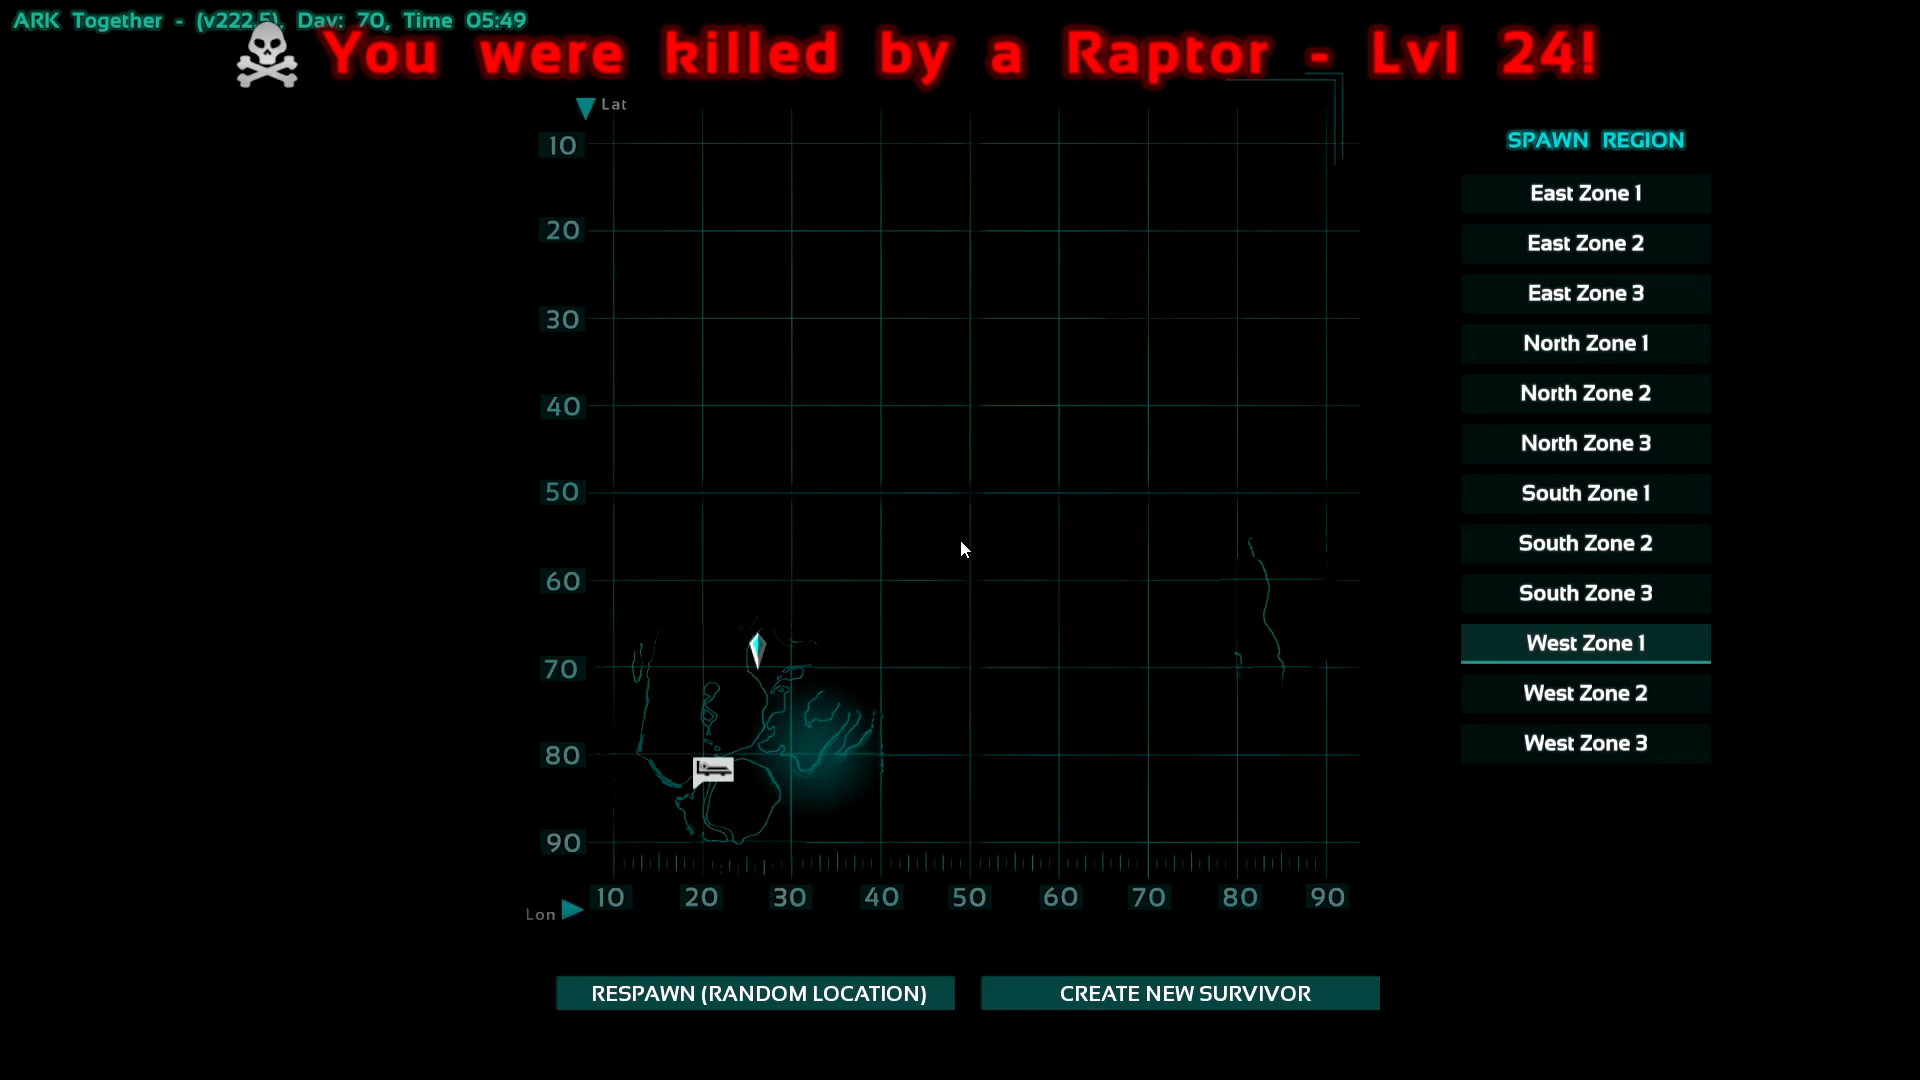 ARK Together - (v222.5), Day: 70, Time 05:49
You were killed by a Raptor - Lvl 24!
Lat
10
20
30
40
50
60
70
80
90
Lon
10 20 30 40 50 60 70 80 90
SPAWN REGION
East Zone 1
East Zone 2
East Zone 3
North Zone 1
North Zone 2
North Zone 3
South Zone 1
South Zone 2
South Zone 3
West Zone 1
West Zone 2
West Zone 3
RESPAWN (RANDOM LOCATION)
CREATE NEW SURVIVOR